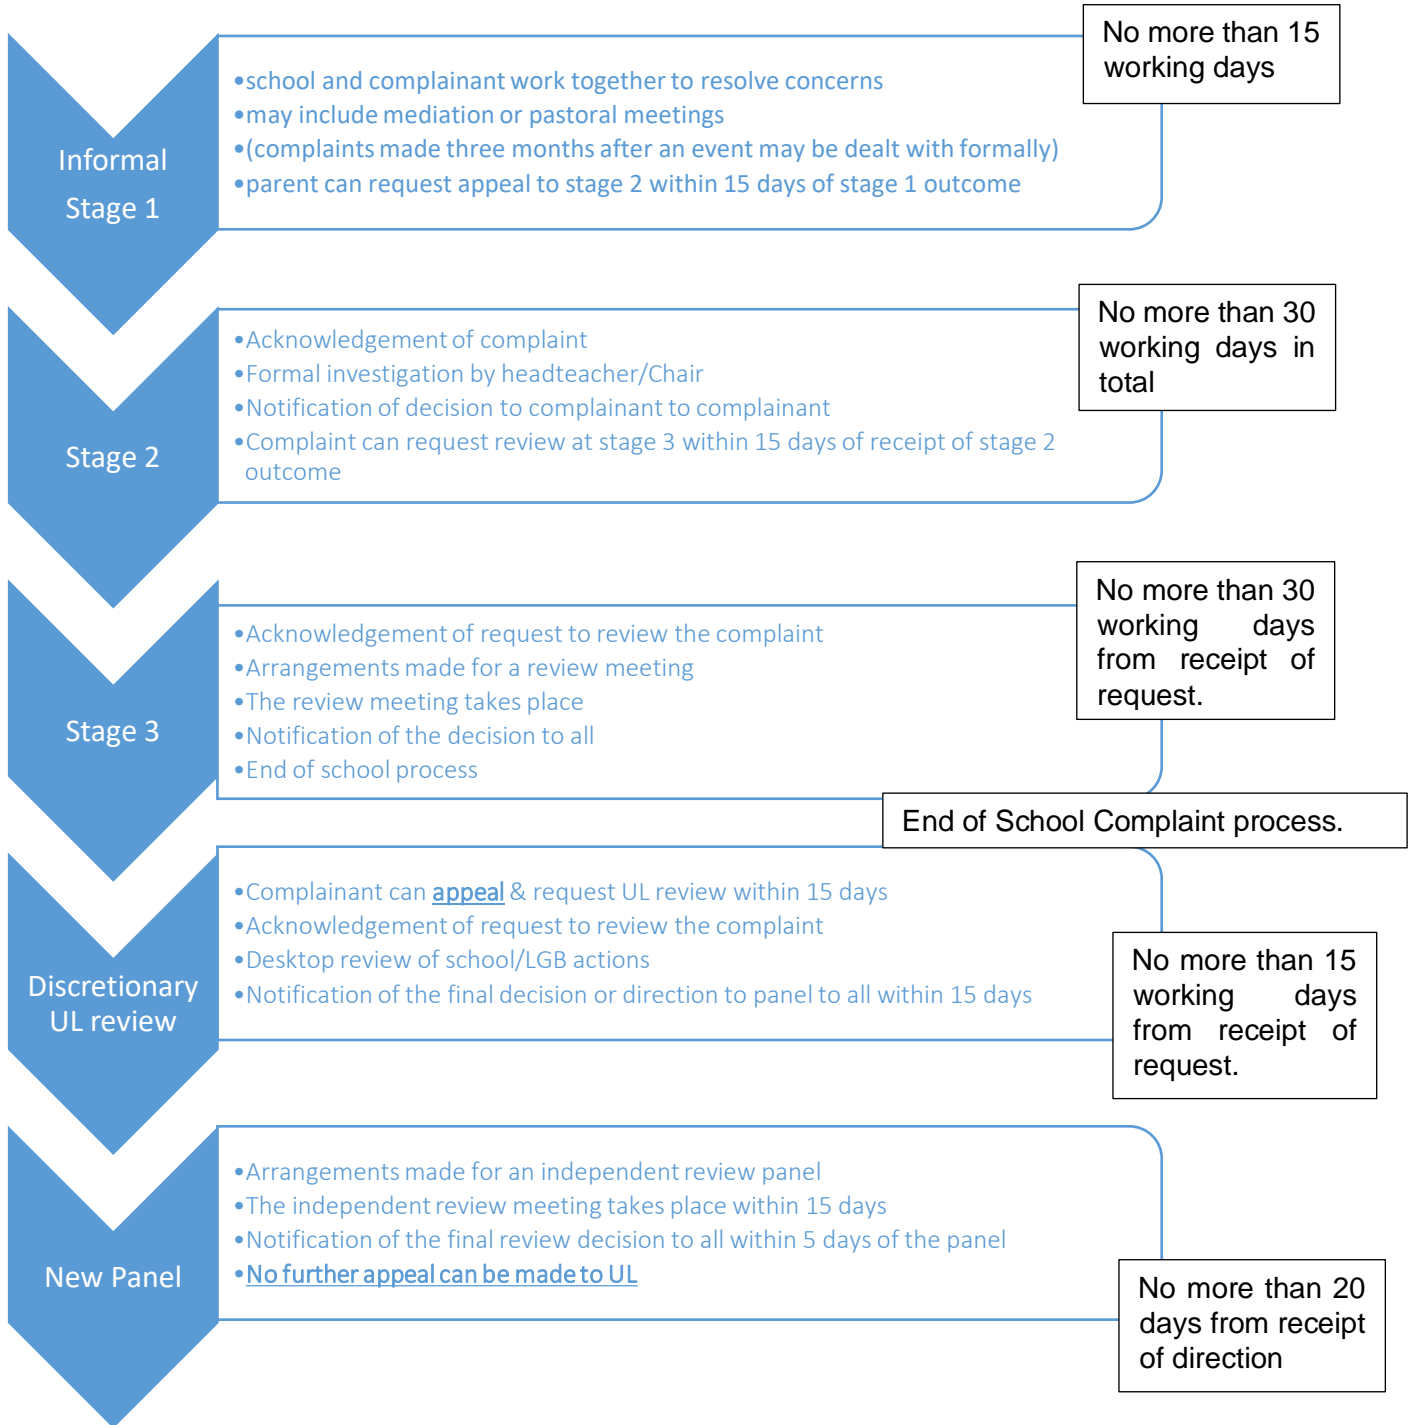 Informal
Stage 1
•school and complainant work together to resolve concerns
•may include mediation or pastoral meetings
•(complaints made three months after an event may be dealt with formally)
•parent can request appeal to stage 2 within 15 days of stage 1 outcome
No more than 15
working days
Stage 2
•Acknowledgement of complaint
•Formal investigation by headteacher/Chair
•Notification of decision to complainant to complainant
•Complaint can request review at stage 3 within 15 days of receipt of stage 2
outcome
No more than 30
working days in
total
Stage 3
•Acknowledgement of request to review the complaint
•Arrangements made for a review meeting
•The review meeting takes place
•Notification of the decision to all
•End of school process
No more than 30
working days
from receipt of
request.
End of School Complaint process.
Discretionary
UL review
•Complainant can appeal & request UL review within 15 days
•Acknowledgement of request to review the complaint
•Desktop review of school/LGB actions
•Notification of the final decision or direction to panel to all within 15 days
No more than 15
working days
from receipt of
request.
New Panel
•Arrangements made for an independent review panel
•The independent review meeting takes place within 15 days
•Notification of the final review decision to all within 5 days of the panel
•No further appeal can be made to UL
No more than 20
days from receipt
of direction